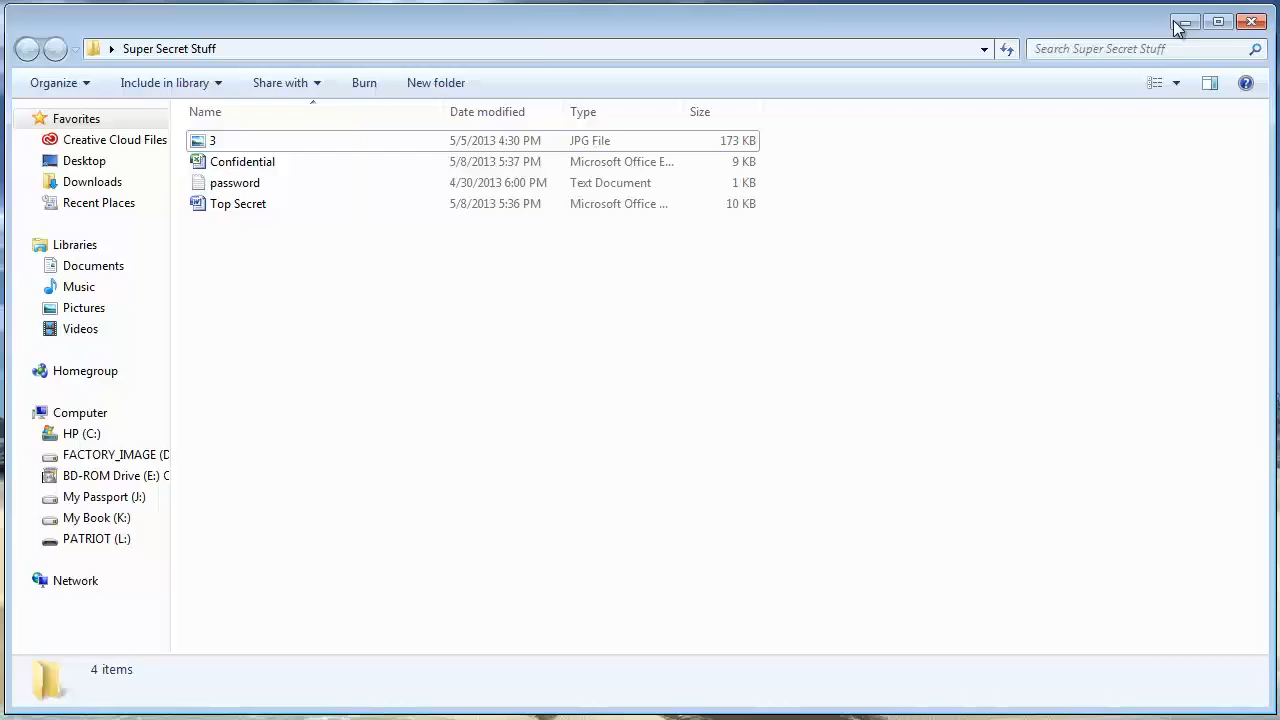 Super Secret Stuff
Search Super Secret Stuff
Organize Include in library Share with Burn New folder
Name Date modified Type Size
Favorites
Creative Cloud Files
Desktop
Downloads
Recent Places
Libraries
Documents
Music
Pictures
Videos
Homegroup
Computer
HP (C:)
FACTORY_IMAGE (D
BD-ROM Drive (E:) C
My Passport (J:)
My Book (K:)
PATRIOT (L:)
Network
3 5/5/2013 4:30 PM JPG File 173 KB
Confidential 5/8/2013 5:37 PM Microsoft Office E... 9 KB
password 4/30/2013 6:00 PM Text Document 1 KB
Top Secret 5/8/2013 5:36 PM Microsoft Office ... 10 KB
4 items